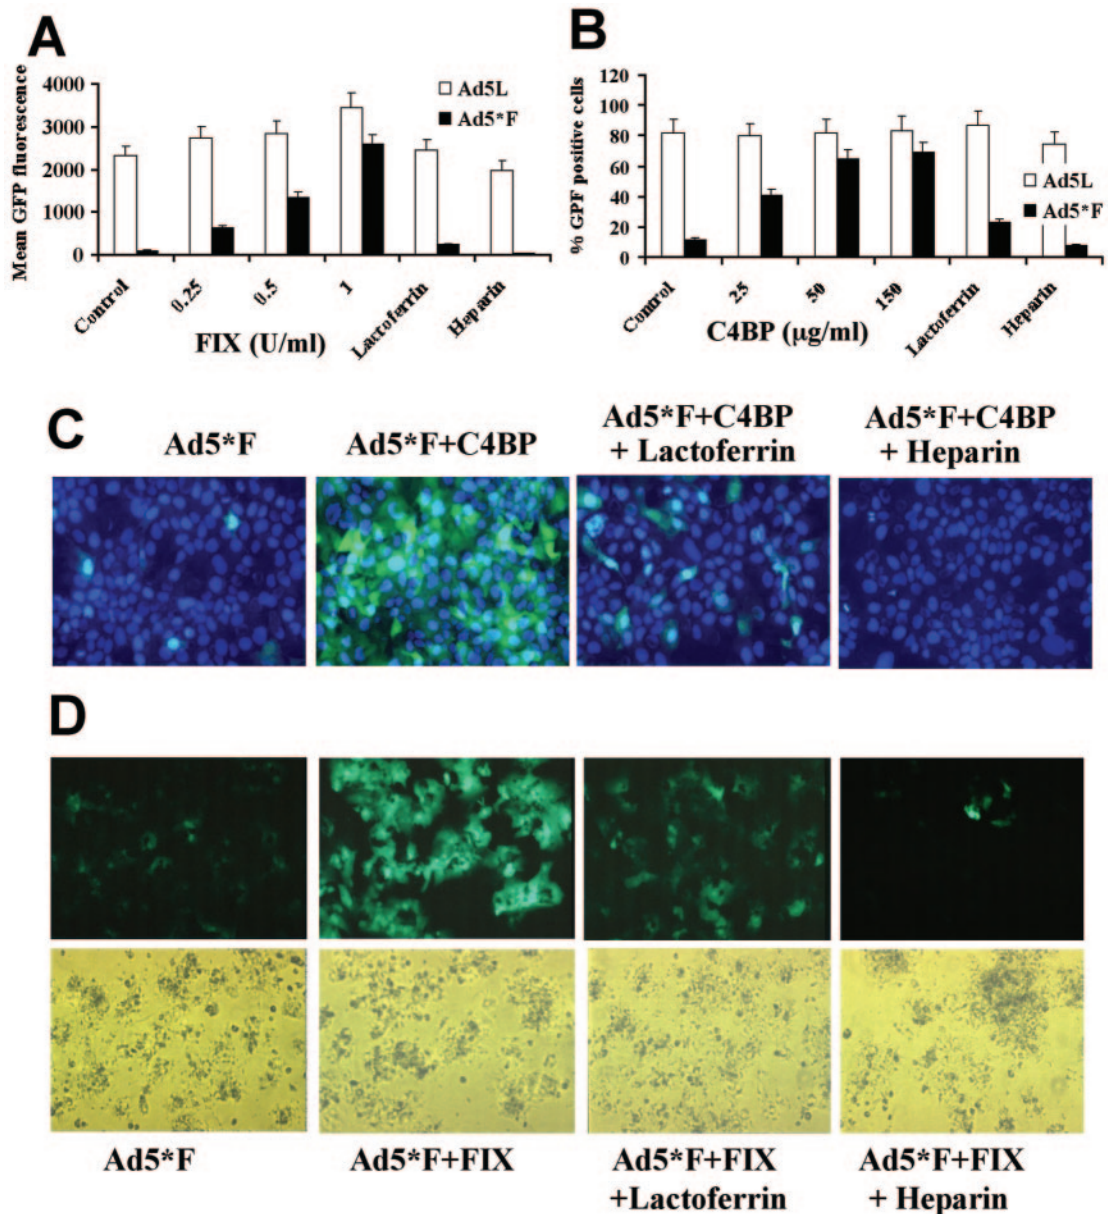 A
Mean GFP fluorescence
4000
3000
2000
1000
0
Ad5L
Ad5*F
Control
0.25
0.5
1
Lactoferrin
Heparin
FIX (U/ml)
B
% GPF positive cells
120
100
80
60
40
20
0
Ad5L
Ad5*F
Control
25
50
150
Lactoferrin
Heparin
C4BP (μg/ml)
C
Ad5*F
Ad5*F+C4BP
Ad5*F+C4BP
+ Lactoferrin
Ad5*F+C4BP
+ Heparin
D
Ad5*F
Ad5*F+FIX
Ad5*F+FIX
+Lactoferrin
Ad5*F+FIX
+ Heparin